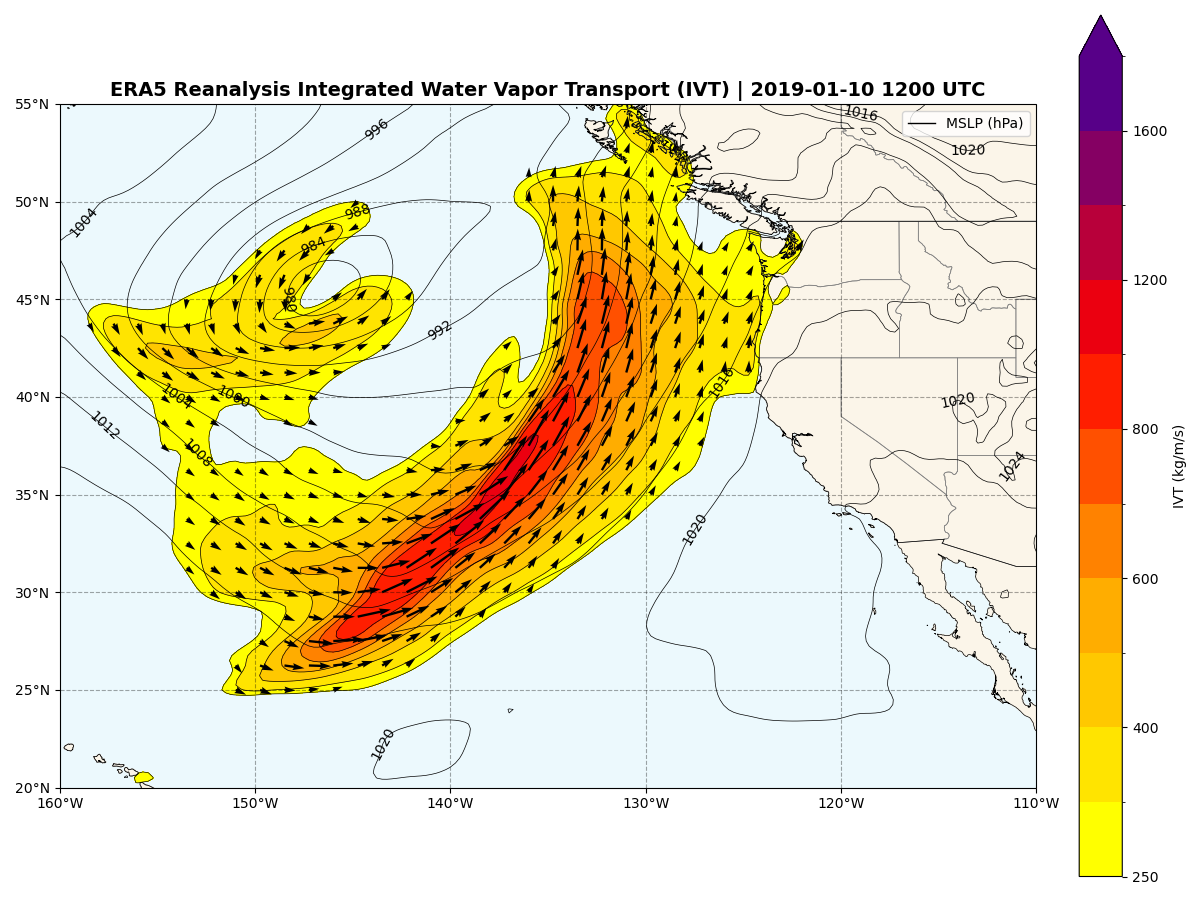 ERA5 Reanalysis Integrated Water Vapor Transport (IVT) | 2019-01-10 1200 UTC
MSLP (hPa)
55°N
50°N
45°N
40°N
35°N
30°N
25°N
20°N
160°W 150°W 140°W 130°W 120°W 110°W
996
1016
1020
1004
988
984
980
992
1004
1000
1012
1008
1016
1020
1024
1020
1020
1600
1200
800
600
400
250
IVT (kg/m/s)